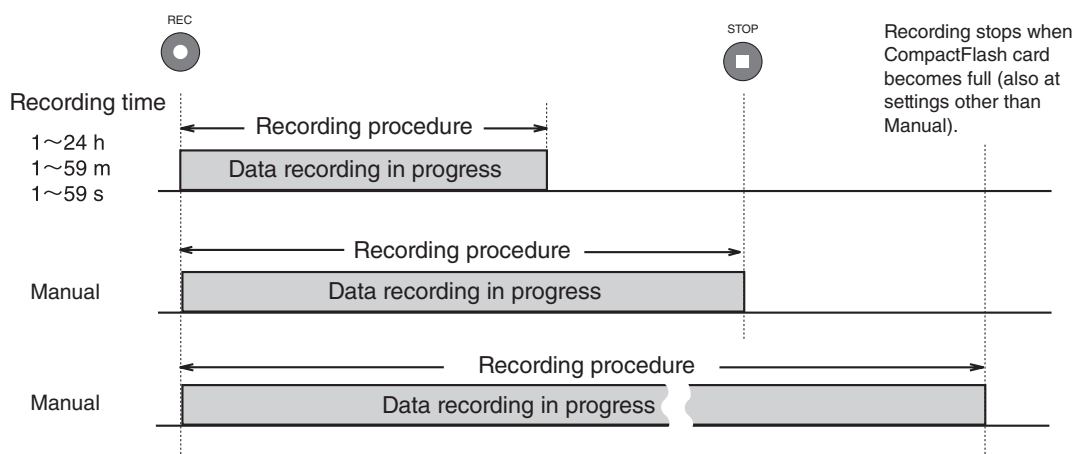 REC
STOP
Recording stops when
CompactFlash card
becomes full (also at
settings other than
Manual).
Recording time
1～24 h
1～59 m
1～59 s
Recording procedure
Data recording in progress
Recording procedure
Manual
Data recording in progress
Recording procedure
Manual
Data recording in progress